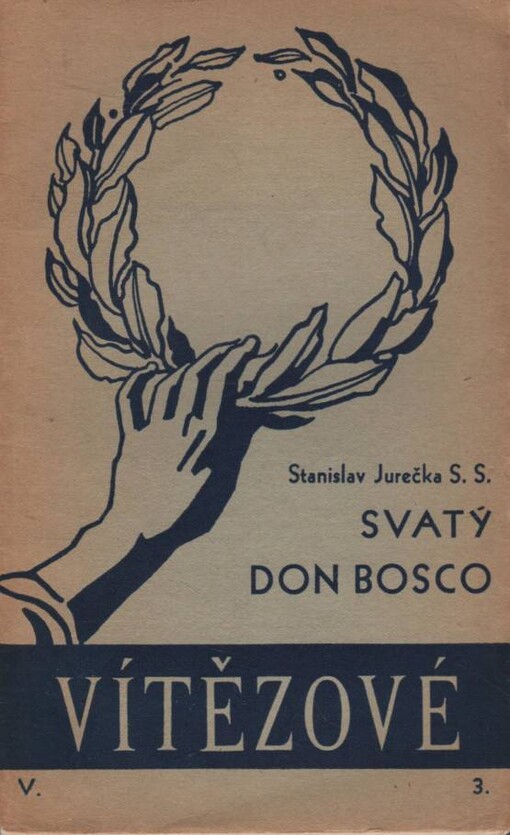 Stanislav Jurečka S. S.
SVATÝ
DON BOSCO
VÍTĚZOVÉ
V. 3.